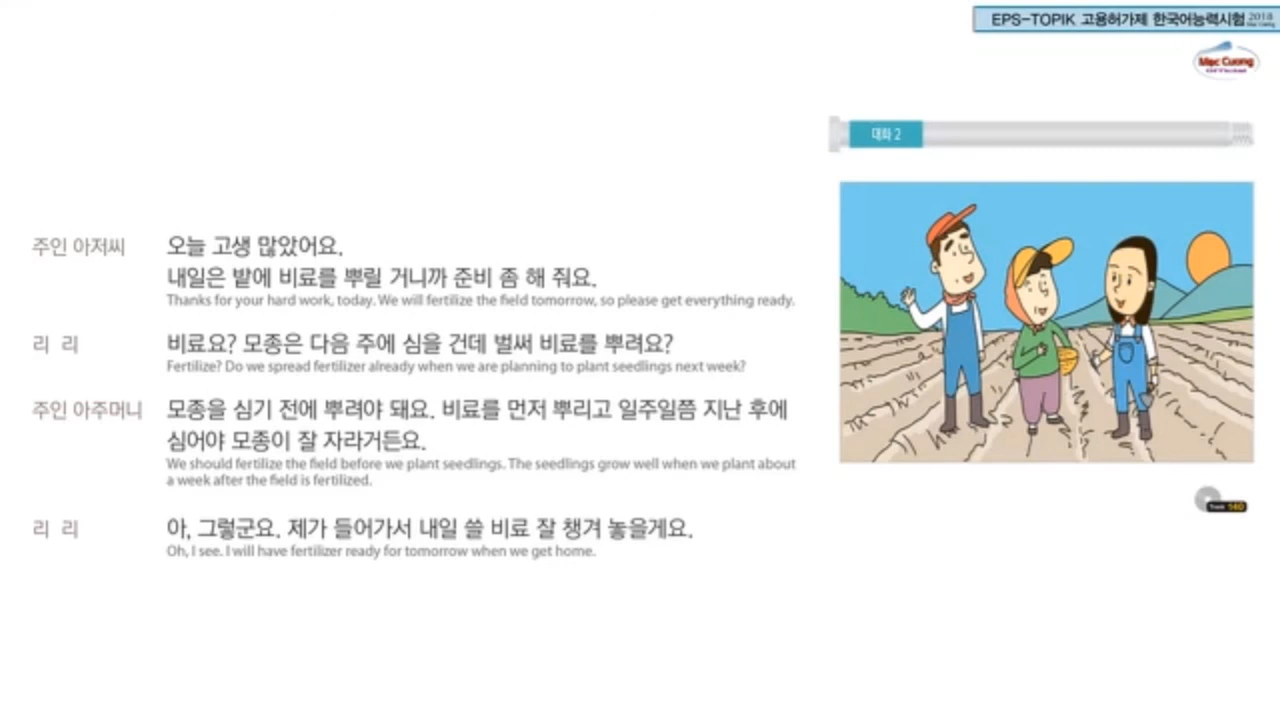 EPS-TOPIK 고용허가제 한국어능력시험 2018
Mạc Cường
대화 2
주인 아저씨 오늘 고생 많았어요.
내일은 밭에 비료를 뿌릴 거니까 준비 좀 해 줘요.
Thanks for your hard work, today. We will fertilize the field tomorrow, so please get everything ready.
리 리 비료요? 모종은 다음 주에 심을 건데 벌써 비료를 뿌려요?
Fertilize? Do we spread fertilizer already when we are planning to plant seedlings next week?
주인 아주머니 모종을 심기 전에 뿌려야 돼요. 비료를 먼저 뿌리고 일주일쯤 지난 후에
심어야 모종이 잘 자라거든요.
We should fertilize the field before we plant seedlings. The seedlings grow well when we plant about
a week after the field is fertilized.
리 리 아, 그렇군요. 제가 들어가서 내일 쓸 비료 잘 챙겨 놓을게요.
Oh, I see. I will have fertilizer ready for tomorrow when we get home.
Track 160